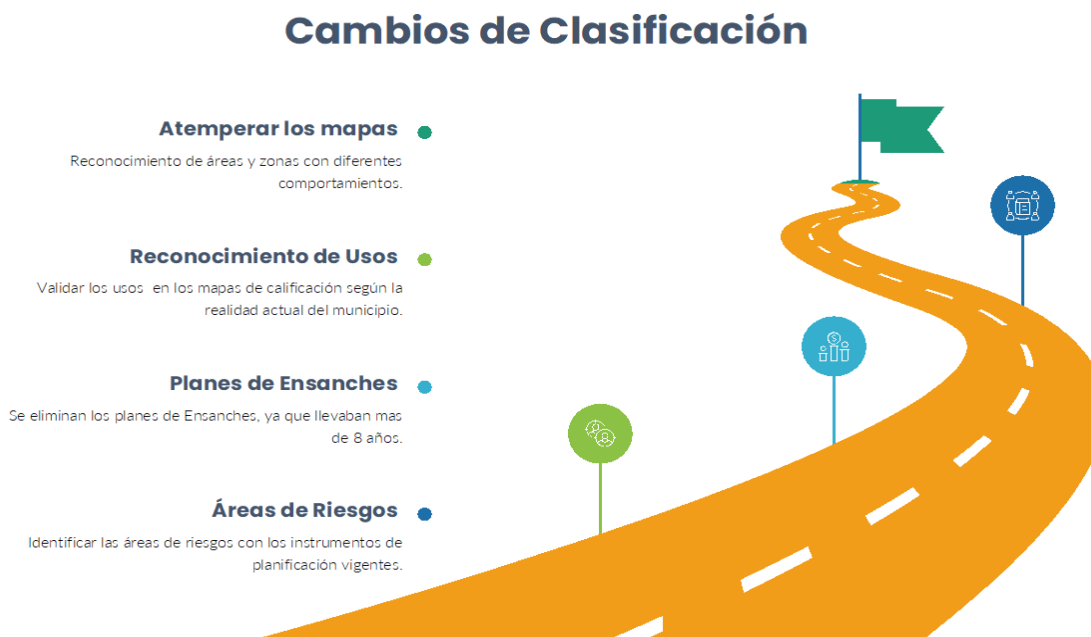 Cambios de Clasificación
Atemperar los mapas
Reconocimiento de áreas y zonas con diferentes
comportamientos.
Reconocimiento de Usos
Validar los usos en los mapas de calificación según la
realidad actual del municipio.
Planes de Ensanches
Se eliminan los planes de Ensanches, ya que llevaban mas
de 8 años.
Áreas de Riesgos
Identificar las áreas de riesgos con los instrumentos de
planificación vigentes.
$